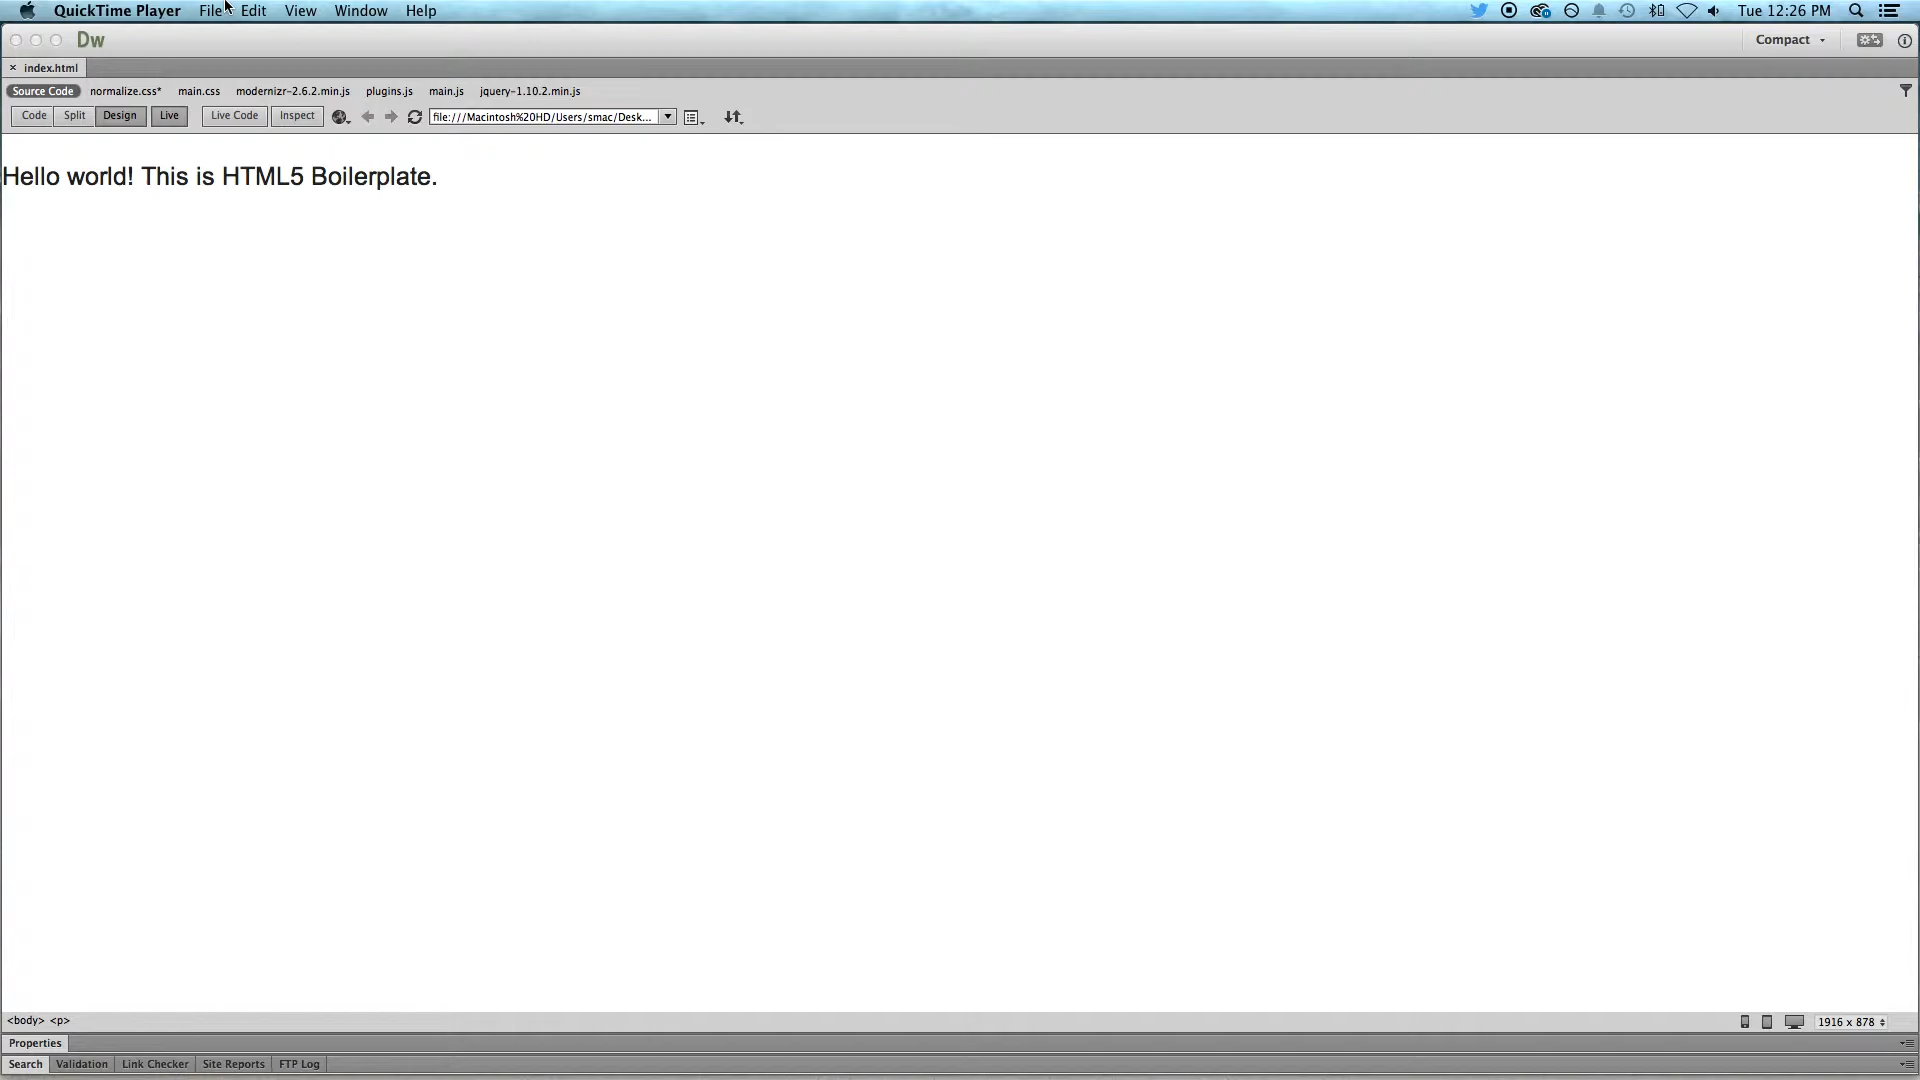 QuickTime Player File Edit View Window Help Tue 12:26 PM
Dw Compact
× index.html
Source Code normalize.css* main.css modernizr-2.6.2.min.js plugins.js main.js jquery-1.10.2.min.js
Code Split Design Live Live Code Inspect file:///Macintosh%20HD/Users/smac/Desk...
Hello world! This is HTML5 Boilerplate.
<body> <p> 1916 x 878
Properties
Search Validation Link Checker Site Reports FTP Log